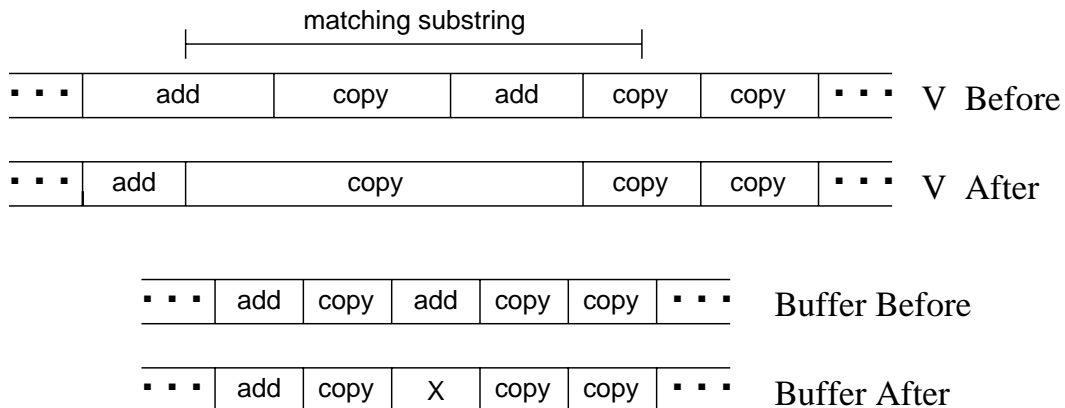 matching substring
▪ ▪ ▪ add copy add copy copy ▪ ▪ ▪ V Before
▪ ▪ ▪ add copy copy copy ▪ ▪ ▪ V After
▪ ▪ ▪ add copy add copy copy ▪ ▪ ▪ Buffer Before
▪ ▪ ▪ add copy X copy copy ▪ ▪ ▪ Buffer After